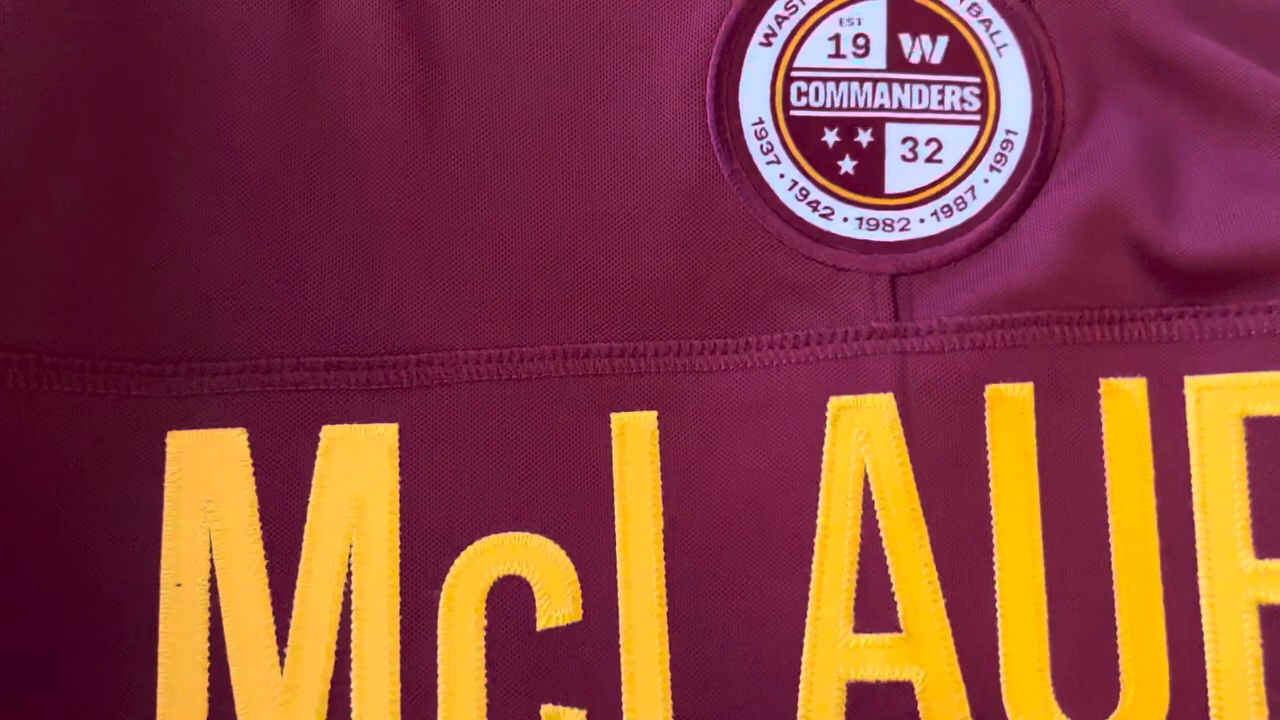 EST
19 W
COMMANDERS
32
1937 · 1942 · 1982 · 1987 · 1991
McLAU